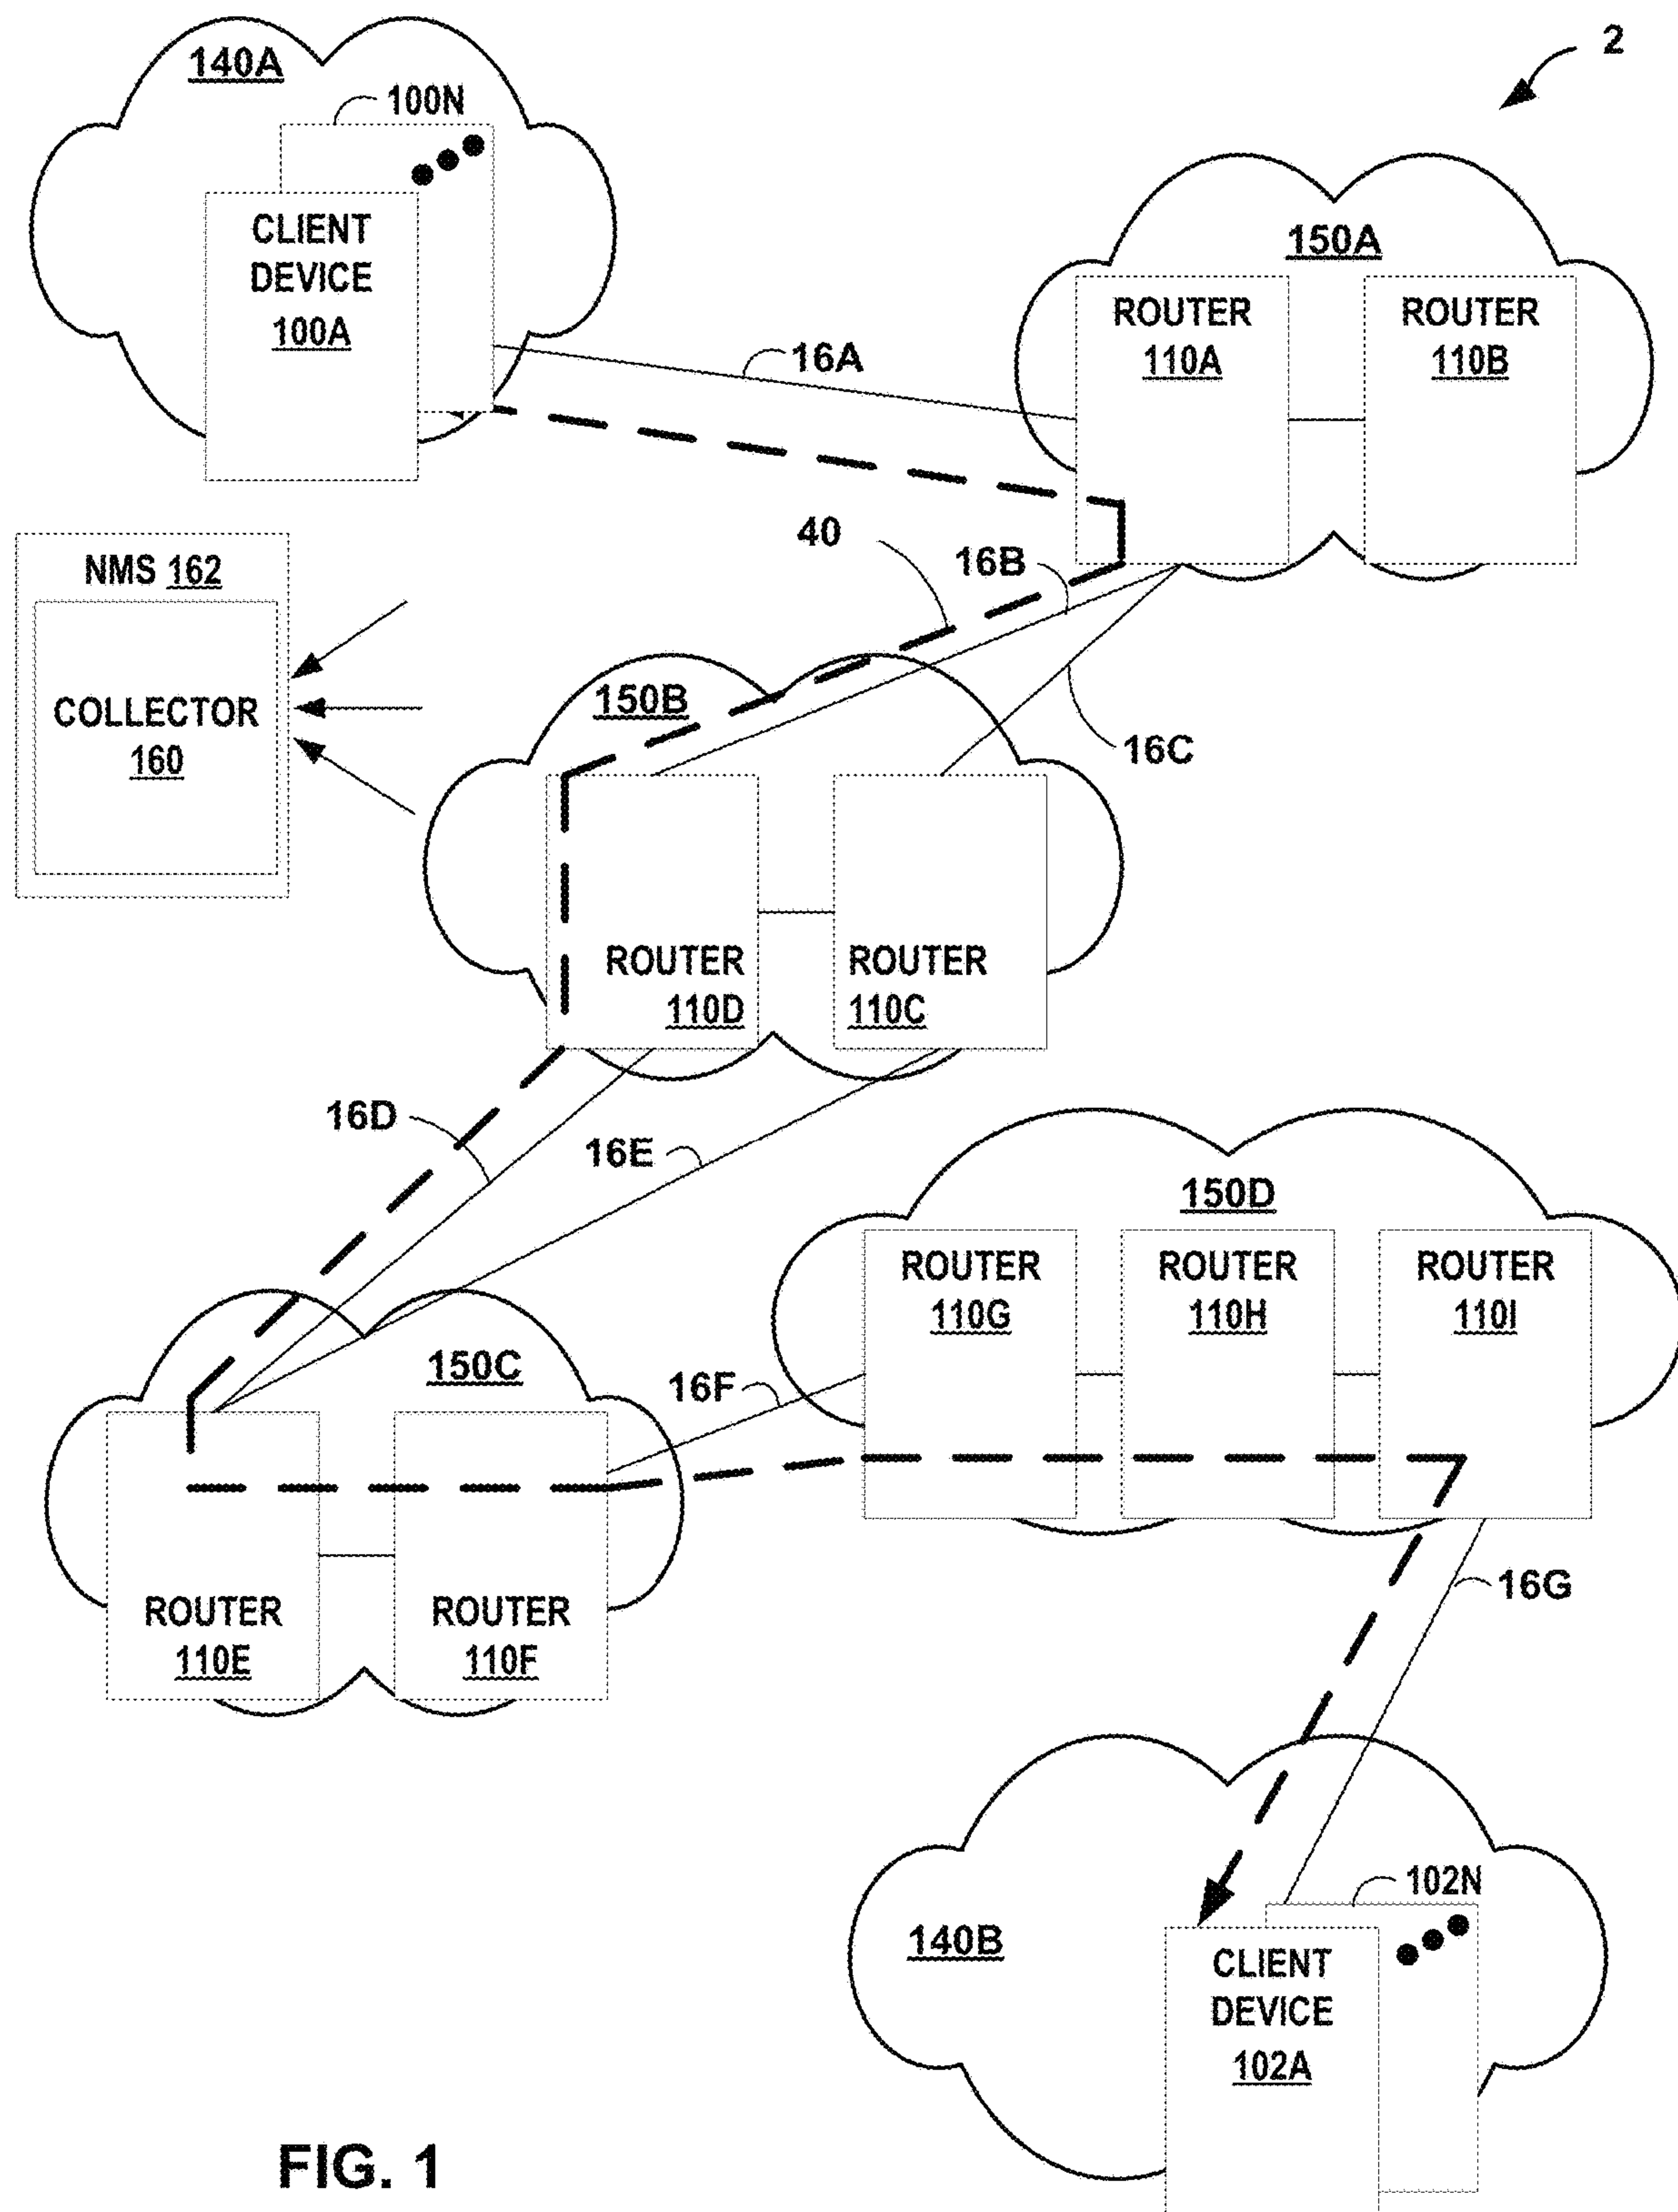 2
140A
100N
CLIENT
DEVICE
100A
150A
ROUTER
110A
ROUTER
110B
16A
40
16B
NMS 162
COLLECTOR
160
150B
16C
ROUTER
110D
ROUTER
110C
16D
16E
150D
ROUTER
110G
ROUTER
110H
ROUTER
110I
150C
16F
16G
ROUTER
110E
ROUTER
110F
102N
140B
CLIENT
DEVICE
102A
FIG. 1